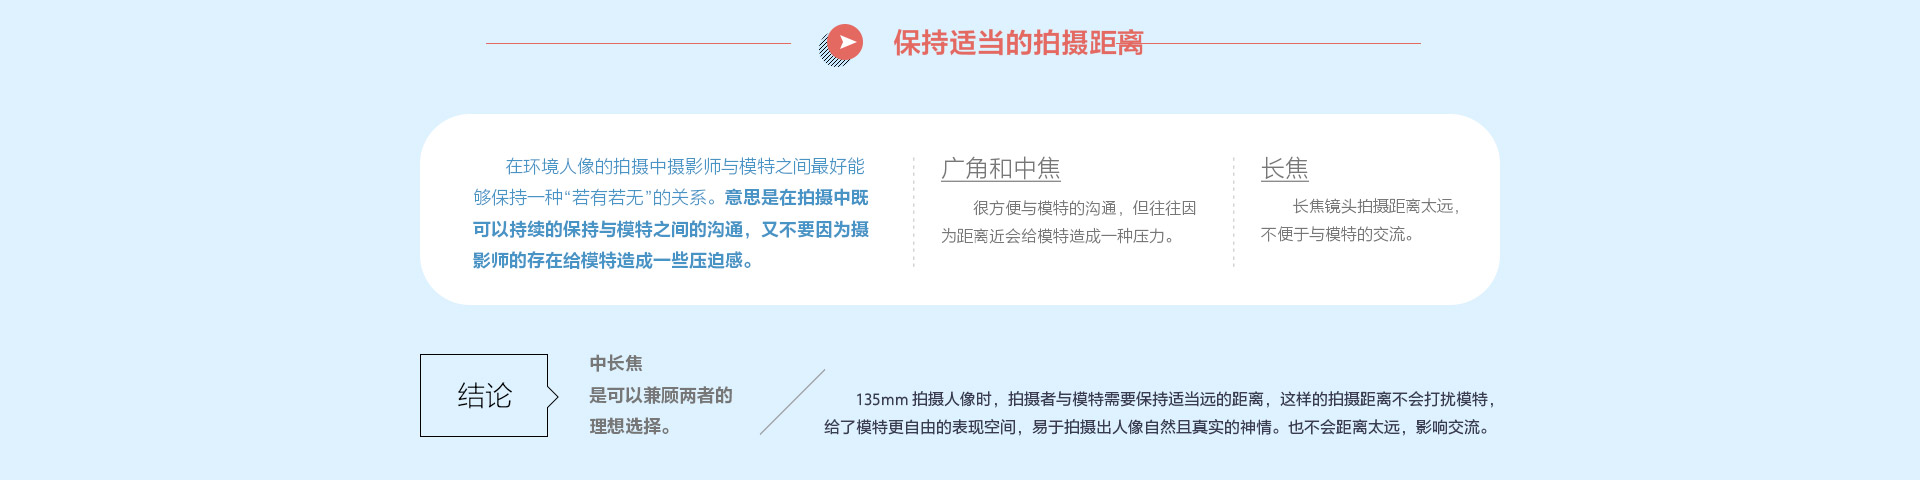 保持适当的拍摄距离
在环境人像的拍摄中摄影师与模特之间最好能
够保持一种“若有若无”的关系。意思是在拍摄中既
可以持续的保持与模特之间的沟通，又不要因为摄
影师的存在给模特造成一些压迫感。
广角和中焦
很方便与模特的沟通，但往往因
为距离近会给模特造成一种压力。
长焦
长焦镜头拍摄距离太远，
不便于与模特的交流。
结论
中长焦
是可以兼顾两者的
理想选择。
135mm 拍摄人像时，拍摄者与模特需要保持适当远的距离，这样的拍摄距离不会打扰模特，
给了模特更自由的表现空间，易于拍摄出人像自然且真实的神情。也不会距离太远，影响交流。